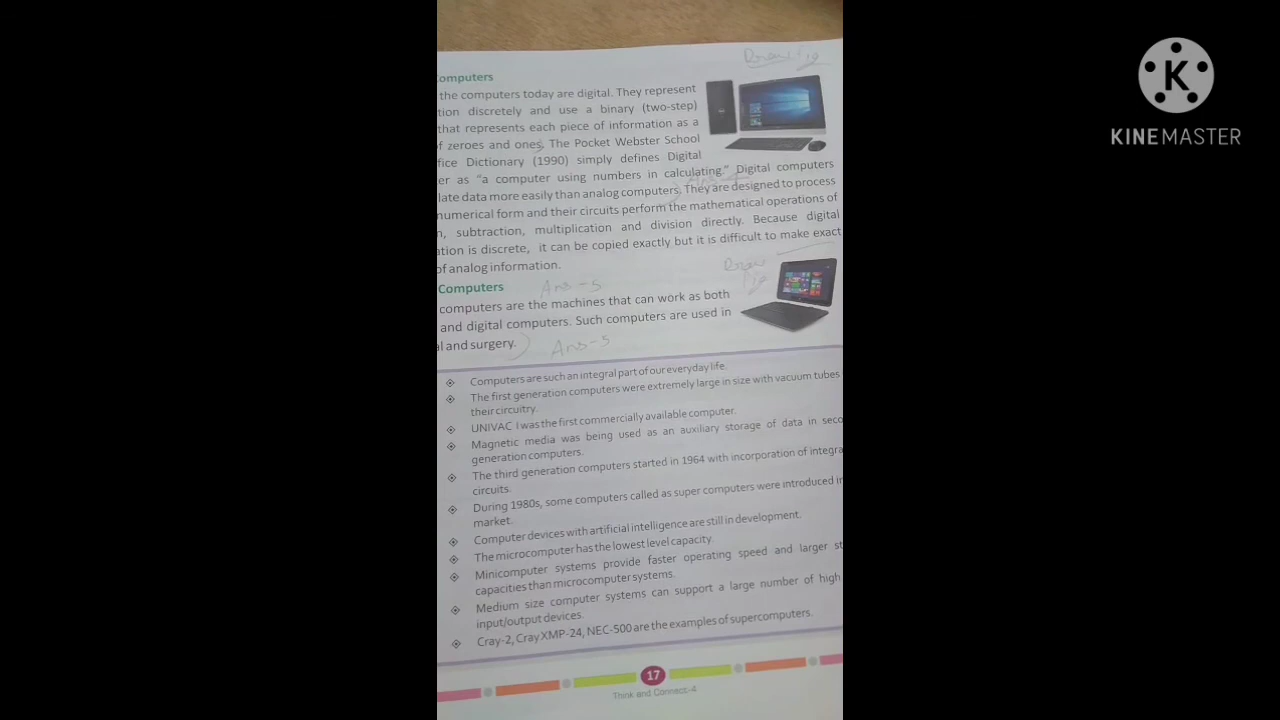 Draw fig
Computers
the computers today are digital. They represent
tion discretely and use a binary (two-step)
that represents each piece of information as a
f zeroes and ones. The Pocket Webster School
fice Dictionary (1990) simply defines Digital
er as “a computer using numbers in calculating.” Digital computers
late data more easily than analog computers. They are designed to process
numerical form and their circuits perform the mathematical operations of
n, subtraction, multiplication and division directly. Because digital
ation is discrete, it can be copied exactly but it is difficult to make exact
of analog information.
Draw fig
Computers Ans-5
computers are the machines that can work as both
and digital computers. Such computers are used in
al and surgery. Ans-5
Computers are such an integral part of our everyday life.
The first generation computers were extremely large in size with vacuum tubes
their circuitry.
UNIVAC I was the first commercially available computer.
Magnetic media was being used as an auxiliary storage of data in seco
generation computers.
The third generation computers started in 1964 with incorporation of integra
circuits.
During 1980s, some computers called as super computers were introduced in
market.
Computer devices with artificial intelligence are still in development.
The microcomputer has the lowest level capacity.
Minicomputer systems provide faster operating speed and larger st
capacities than microcomputer systems.
Medium size computer systems can support a large number of high
input/output devices.
Cray-2, Cray XMP-24, NEC-500 are the examples of supercomputers.
17
Think and Connect-4
K
KINEMASTER